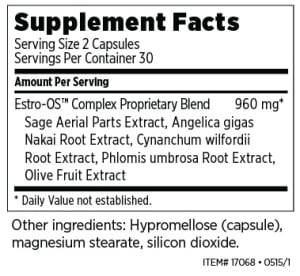 Supplement Facts
Serving Size 2 Capsules
Servings Per Container 30
Amount Per Serving
Estro-OS™ Complex Proprietary Blend 960 mg*
Sage Aerial Parts Extract, Angelica gigas
Nakai Root Extract, Cynanchum wilfordii
Root Extract, Phlomis umbrosa Root Extract,
Olive Fruit Extract
* Daily Value not established.
Other ingredients: Hypromellose (capsule),
magnesium stearate, silicon dioxide.
ITEM# 17068 • 0515/1